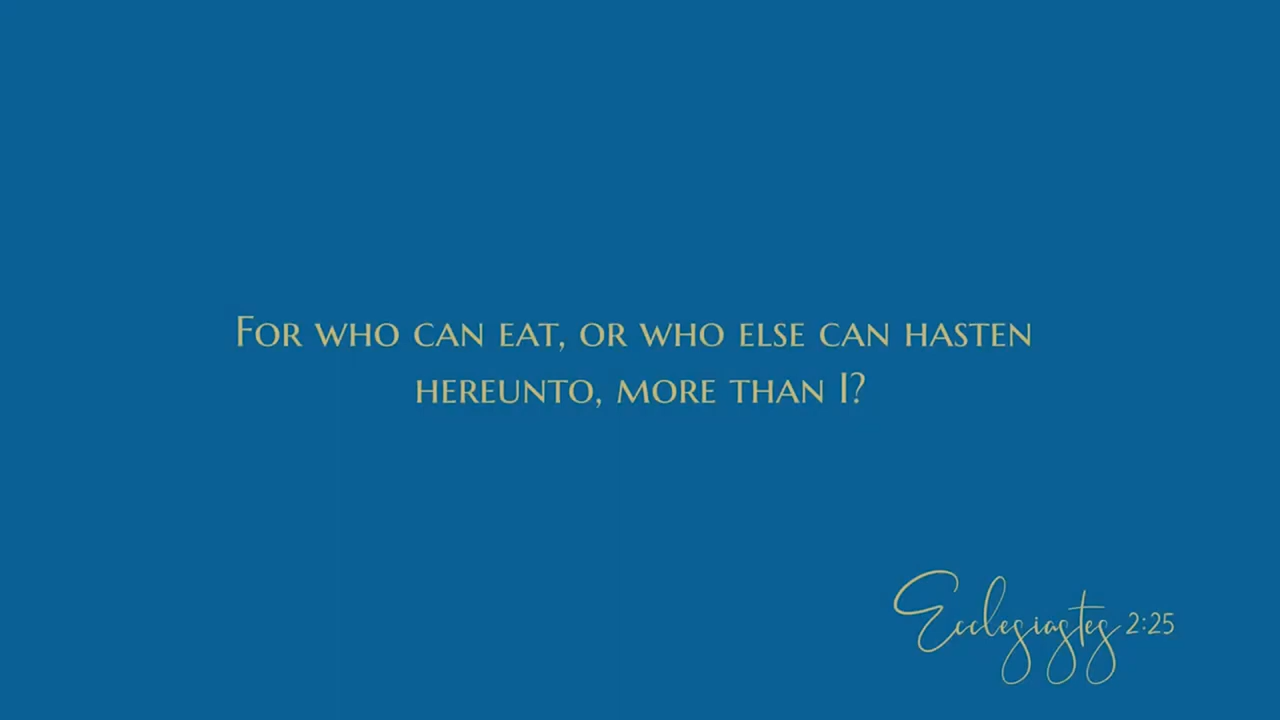 For who can eat, or who else can hasten
hereunto, more than I?
Ecclesiastes 2:25